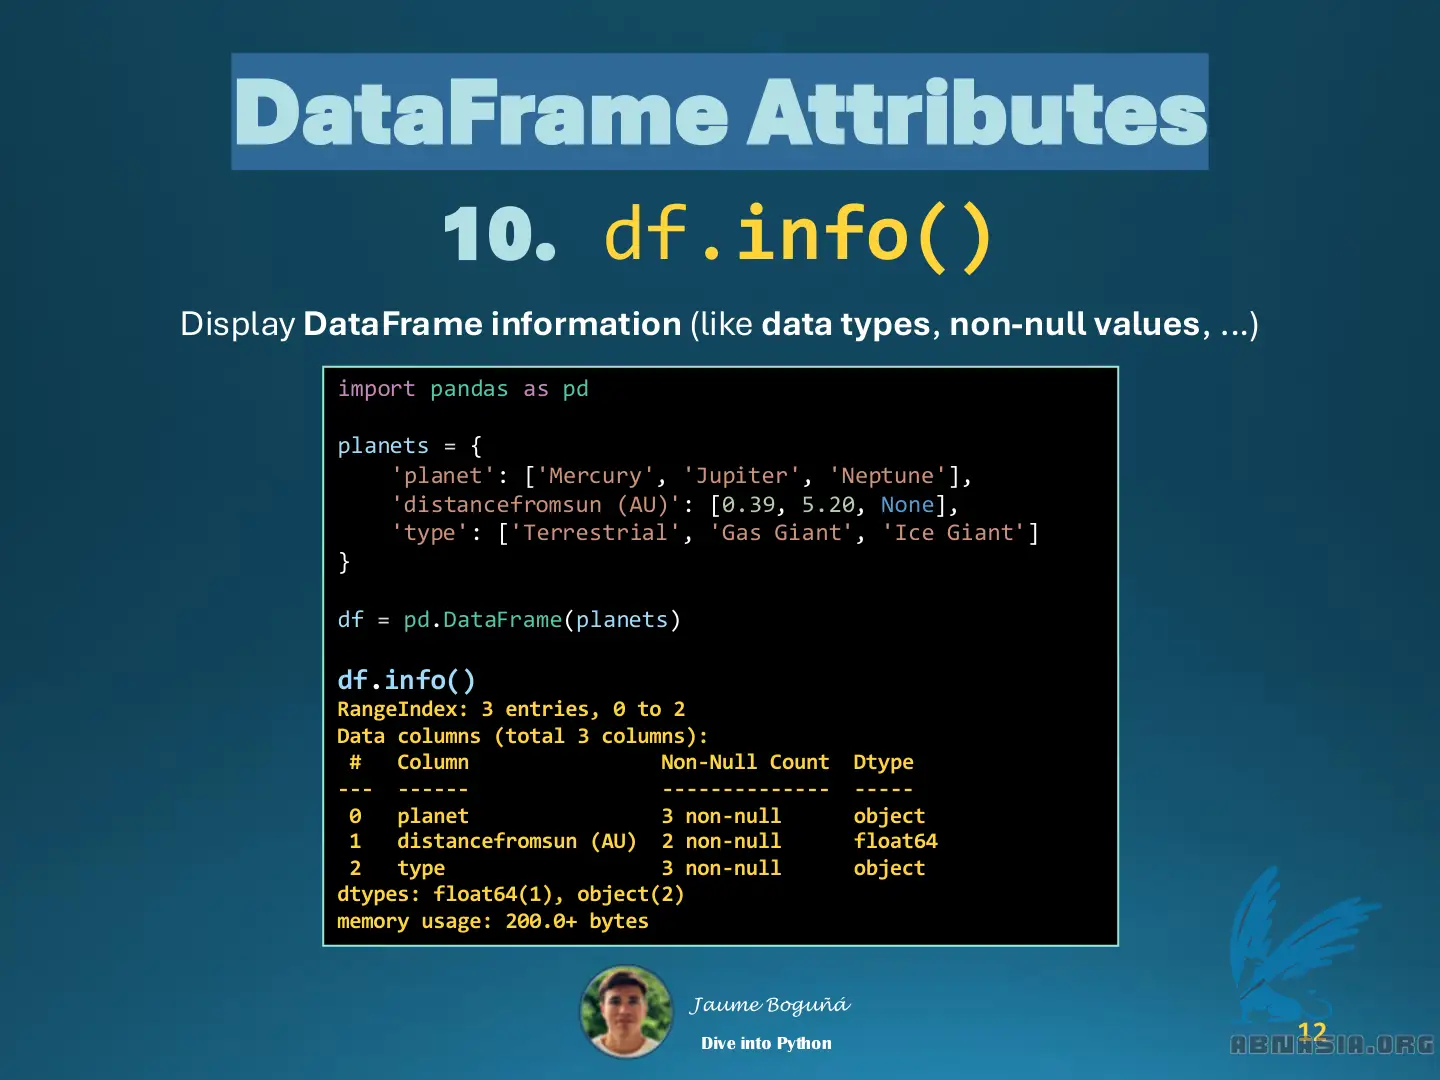 DataFrame Attributes
10. df.info()
Display DataFrame information (like data types, non-null values, ...)
import pandas as pd
planets = {
    'planet': ['Mercury', 'Jupiter', 'Neptune'],
    'distancefromsun (AU)': [0.39, 5.20, None],
    'type': ['Terrestrial', 'Gas Giant', 'Ice Giant']
}
df = pd.DataFrame(planets)
df.info()
RangeIndex: 3 entries, 0 to 2
Data columns (total 3 columns):
 #   Column                Non-Null Count  Dtype
---  ------                --------------  -----
 0   planet                3 non-null      object
 1   distancefromsun (AU)  2 non-null      float64
 2   type                  3 non-null      object
dtypes: float64(1), object(2)
memory usage: 200.0+ bytes
Jaume Boguñá
Dive into Python
12
ABNASIA.ORG